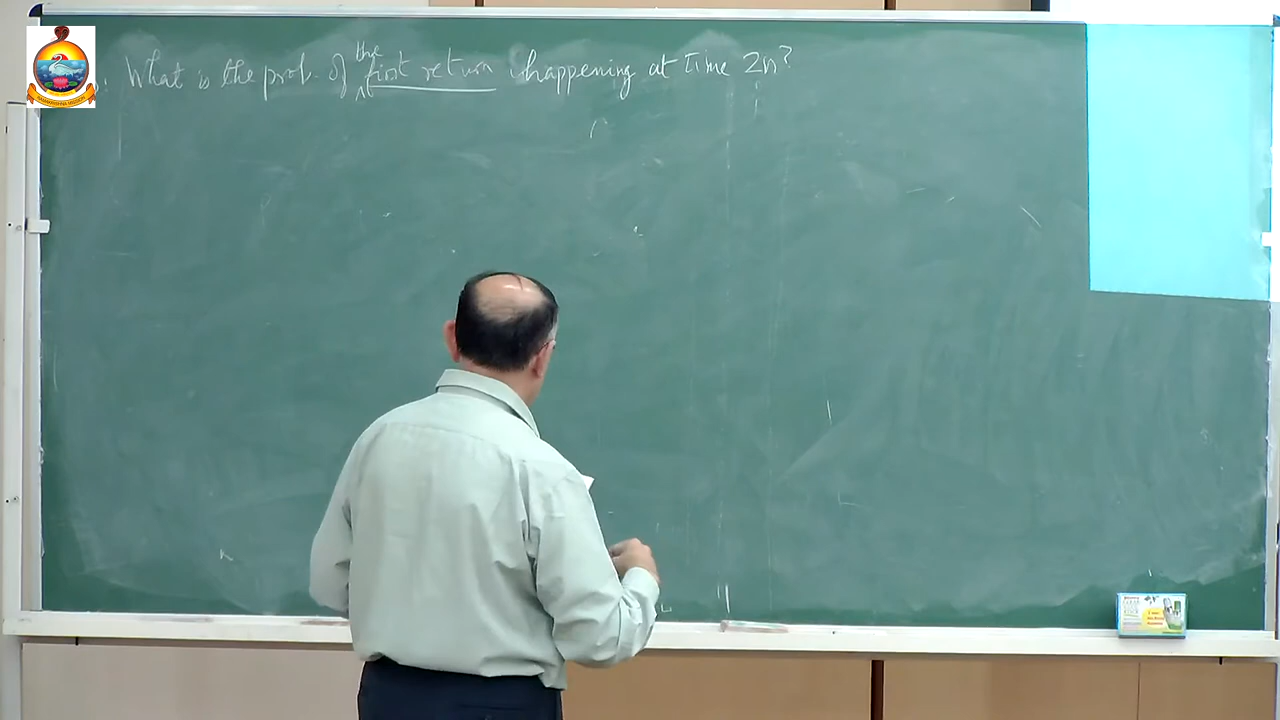 What is the prob. of the first return happening at time 2n?